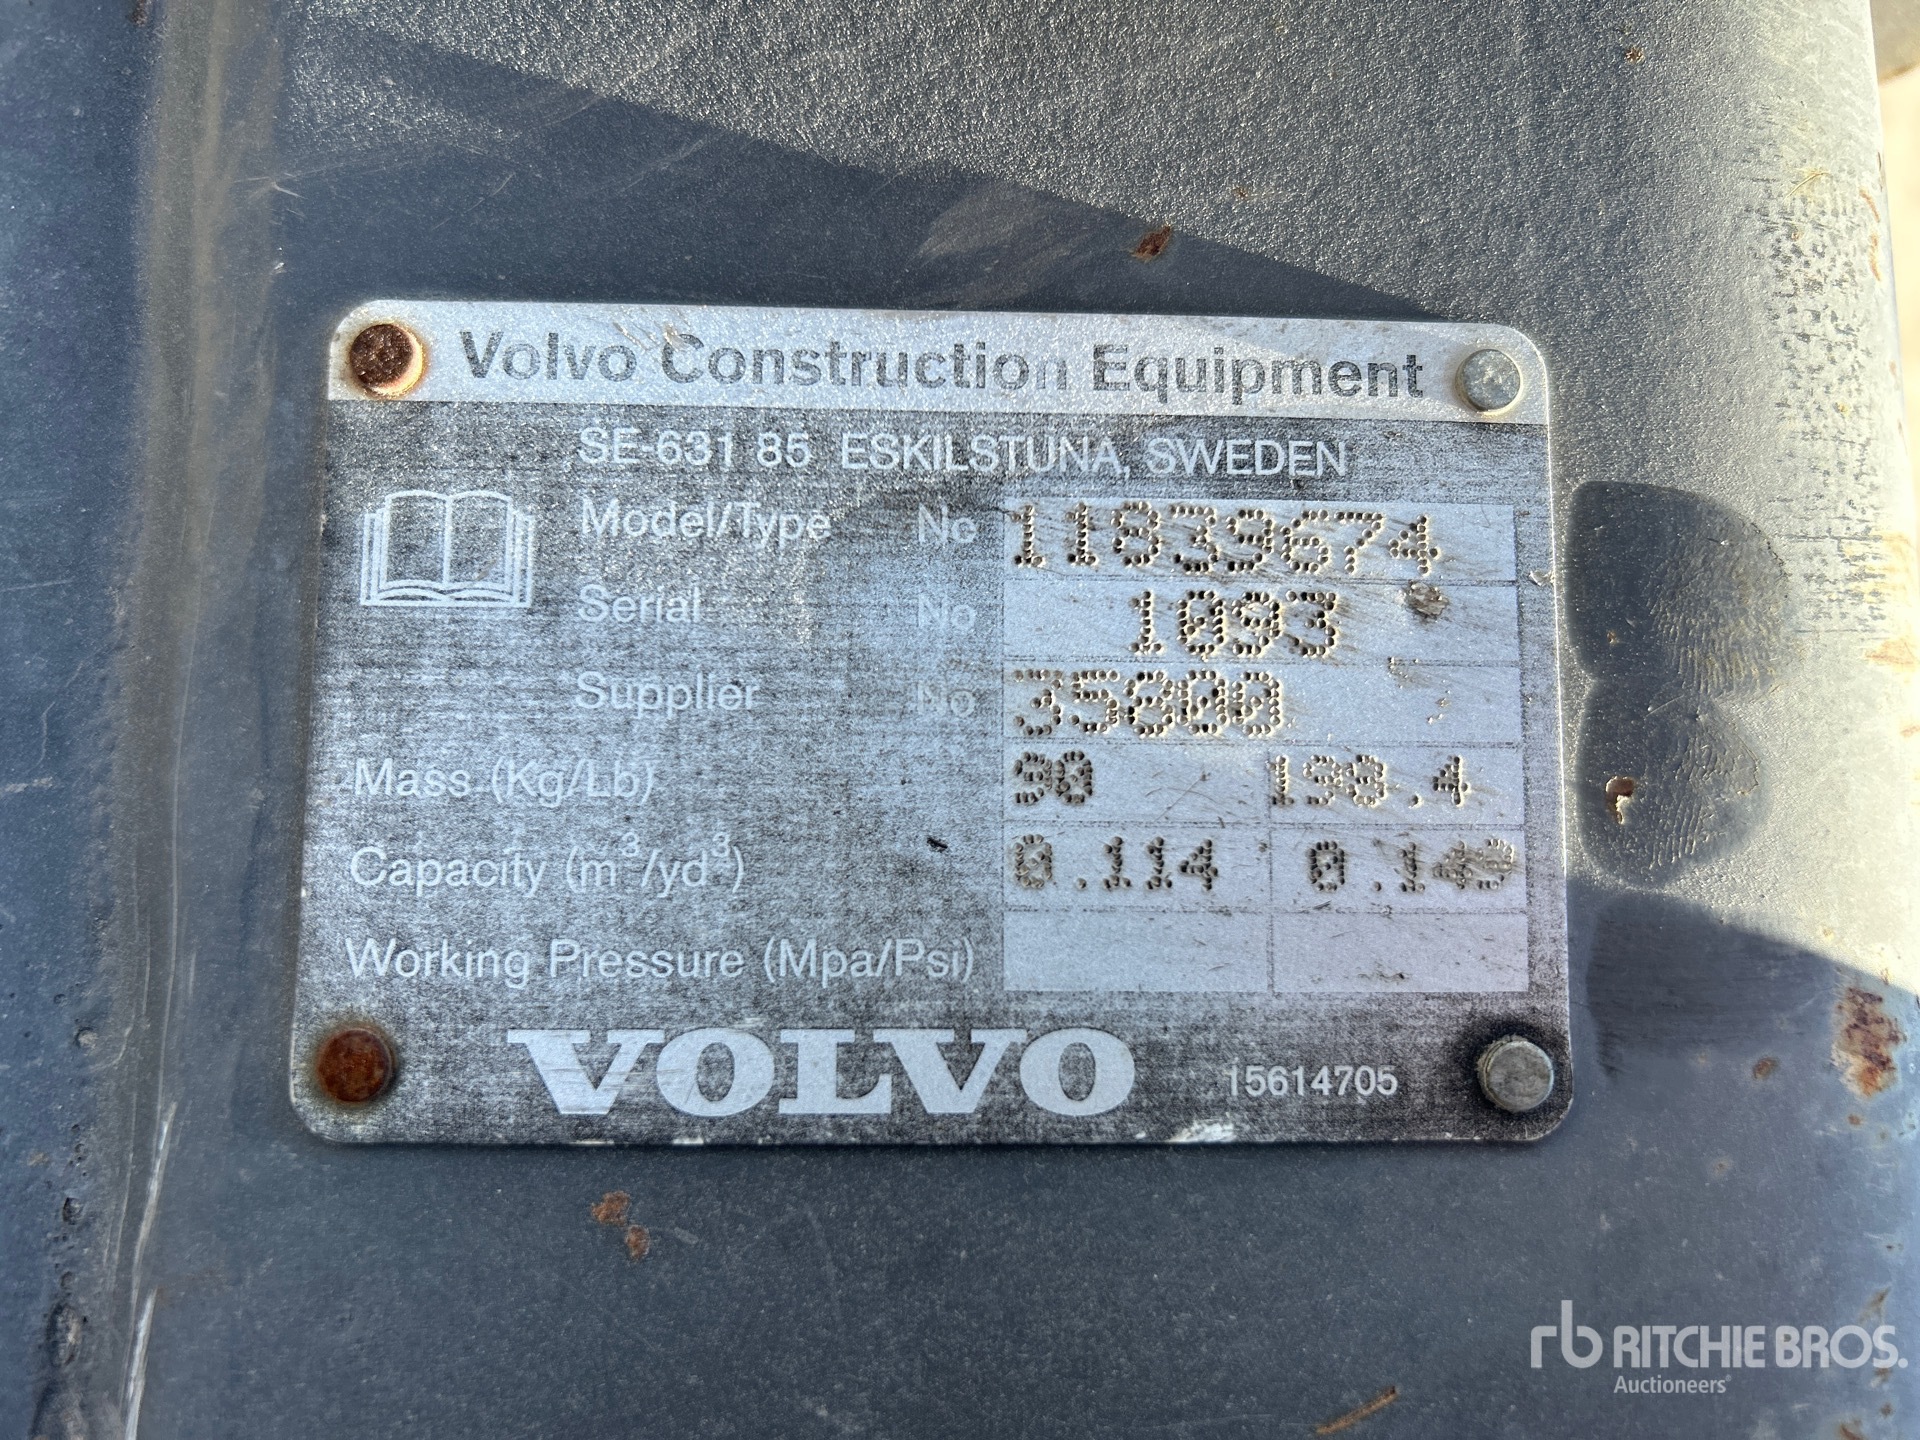 Volvo Construction Equipment
SE-631 85 ESKILSTUNA, SWEDEN
Model/Type No 11839674
Serial No 1093
Supplier No 35800
Mass (Kg/Lb) 90 198.4
Capacity (m³/yd³) 0.114
Working Pressure (Mpa/Psi)
VOLVO 15614705
rb RITCHIE BROS.
Auctioneers